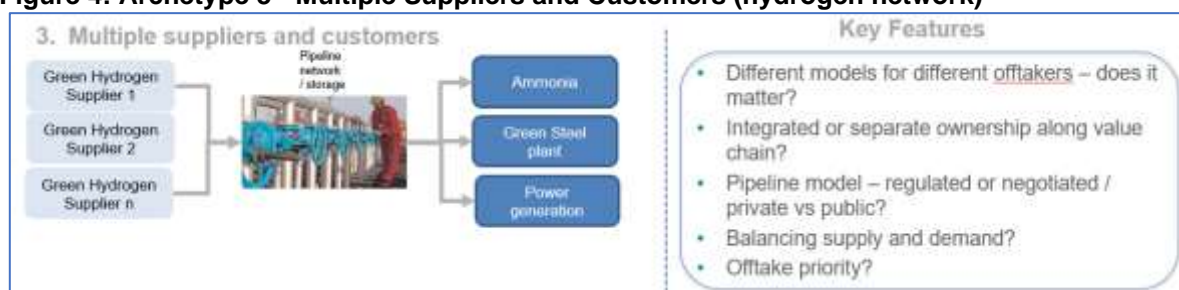 Figure 4: Archetype 3 - Multiple Suppliers and Customers (hydrogen network)
3. Multiple suppliers and customers
Pipeline
network
/ storage
Green Hydrogen
Supplier 1
Green Hydrogen
Supplier 2
Green Hydrogen
Supplier n
Ammonia
Green Steel
plant
Power
generation
Key Features
• Different models for different offtakers – does it
matter?
• Integrated or separate ownership along value
chain?
• Pipeline model – regulated or negotiated /
private vs public?
• Balancing supply and demand?
• Offtake priority?